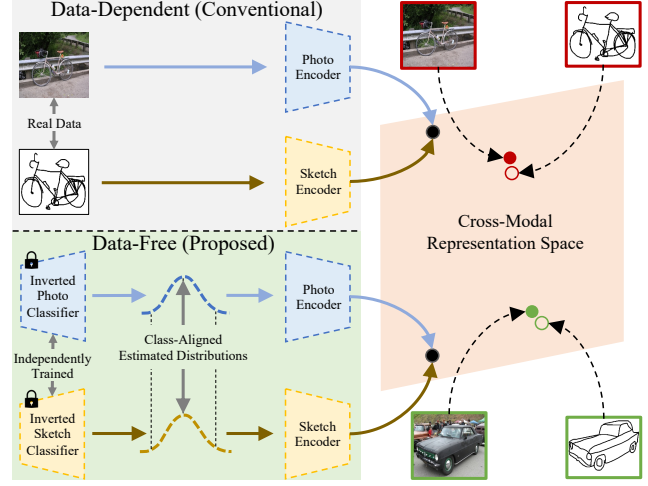 Data-Dependent (Conventional)
Photo
Encoder
Real Data
Sketch
Encoder
Cross-Modal
Representation Space
Data-Free (Proposed)
Inverted
Photo
Classifier
Photo
Encoder
Class-Aligned
Estimated Distributions
Independently
Trained
Inverted
Sketch
Classifier
Sketch
Encoder